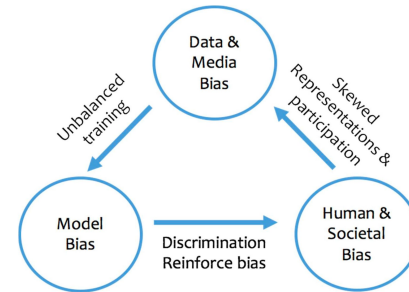 Data &
Media
Bias
Unbalanced
training
Skewed
Representations &
participation
Model
Bias
Discrimination
Reinforce bias
Human &
Societal
Bias